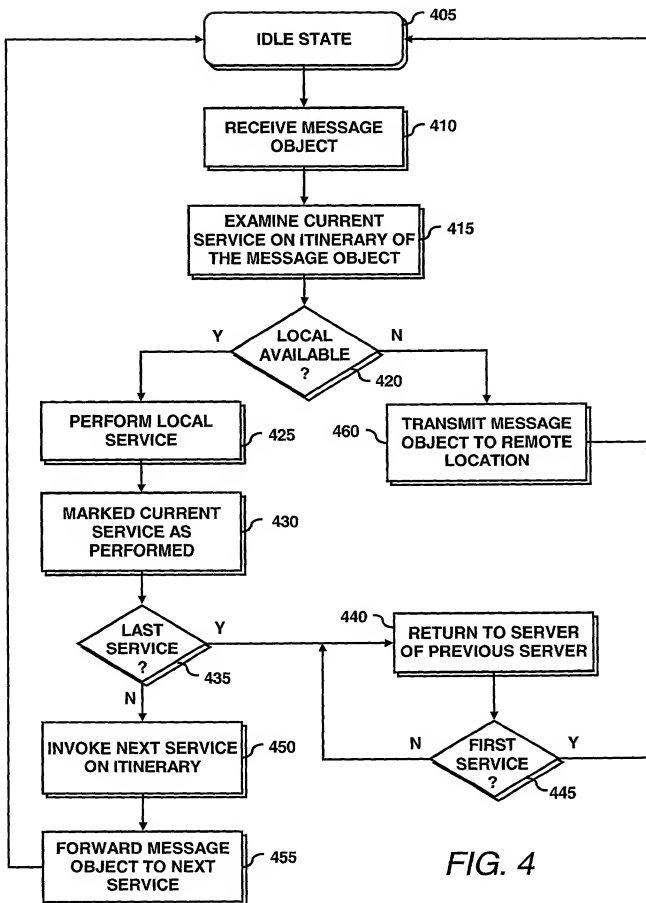 IDLE STATE
405
RECEIVE MESSAGE
OBJECT
410
EXAMINE CURRENT
SERVICE ON ITINERARY OF
THE MESSAGE OBJECT
415
Y
LOCAL
AVAILABLE
?
N
420
PERFORM LOCAL
SERVICE
425
460
TRANSMIT MESSAGE
OBJECT TO REMOTE
LOCATION
MARKED CURRENT
SERVICE AS
PERFORMED
430
LAST
SERVICE
?
Y
435
N
440
RETURN TO SERVER
OF PREVIOUS SERVER
INVOKE NEXT SERVICE
ON ITINERARY
450
N
FIRST
SERVICE
?
Y
445
FORWARD MESSAGE
OBJECT TO NEXT
SERVICE
455
FIG. 4